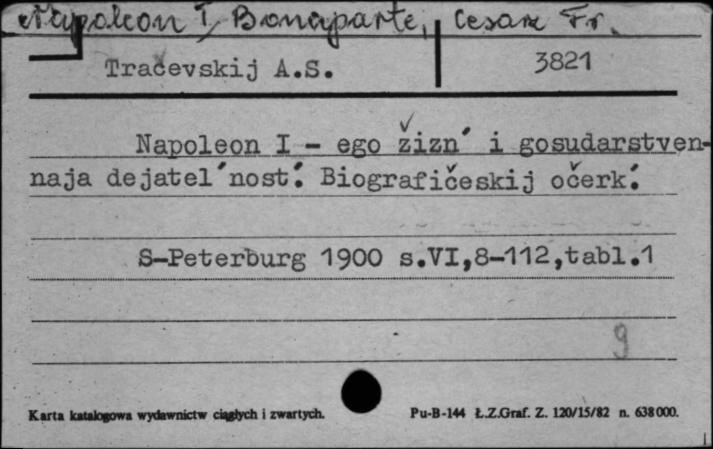 Napoleon I, Bonaparte, Cesarz Fr.
Tračevskij A.S. 3821
Napoleon I - ego žizn´ i gosudarstven-
naja dejatel´nost´. Biografičeskij očerk´.
S-Peterburg 1900 s.VI,8-112,tabl.1
9
Karta katalogowa wydawnictw ciągłych i zwartych. Pu-B-144 Ł.Z.Graf. Z. 120/15/82 n. 638000.